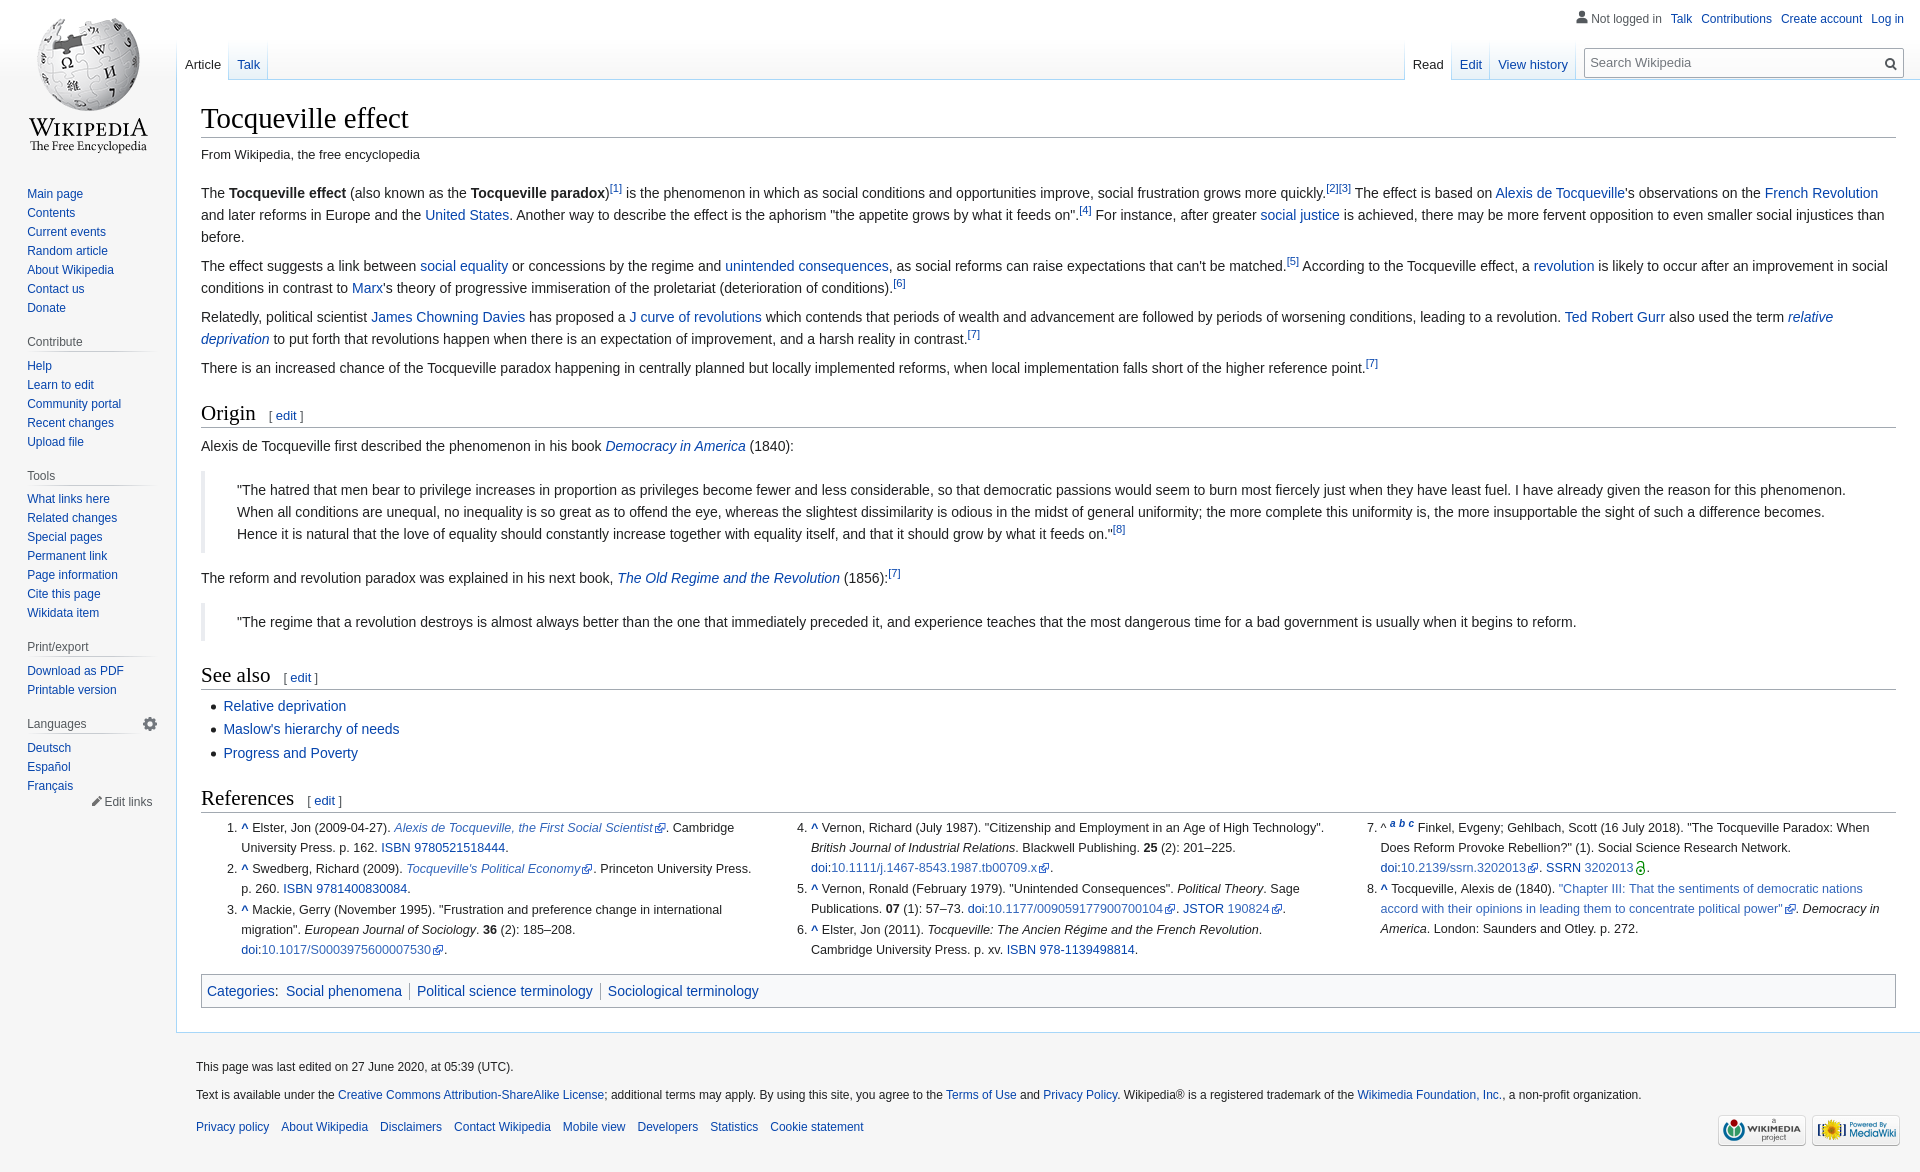 Not logged in Talk Contributions Create account Log in
Article Talk
Read Edit View history Search Wikipedia
WIKIPEDIA
The Free Encyclopedia
Main page
Contents
Current events
Random article
About Wikipedia
Contact us
Donate
Contribute
Help
Learn to edit
Community portal
Recent changes
Upload file
Tools
What links here
Related changes
Special pages
Permanent link
Page information
Cite this page
Wikidata item
Print/export
Download as PDF
Printable version
Languages
Deutsch
Español
Français
Edit links
Tocqueville effect
From Wikipedia, the free encyclopedia
The Tocqueville effect (also known as the Tocqueville paradox)[1] is the phenomenon in which as social conditions and opportunities improve, social frustration grows more quickly.[2][3] The effect is based on Alexis de Tocqueville's observations on the French Revolution
and later reforms in Europe and the United States. Another way to describe the effect is the aphorism "the appetite grows by what it feeds on".[4] For instance, after greater social justice is achieved, there may be more fervent opposition to even smaller social injustices than
before.
The effect suggests a link between social equality or concessions by the regime and unintended consequences, as social reforms can raise expectations that can't be matched.[5] According to the Tocqueville effect, a revolution is likely to occur after an improvement in social
conditions in contrast to Marx's theory of progressive immiseration of the proletariat (deterioration of conditions).[6]
Relatedly, political scientist James Chowning Davies has proposed a J curve of revolutions which contends that periods of wealth and advancement are followed by periods of worsening conditions, leading to a revolution. Ted Robert Gurr also used the term relative
deprivation to put forth that revolutions happen when there is an expectation of improvement, and a harsh reality in contrast.[7]
There is an increased chance of the Tocqueville paradox happening in centrally planned but locally implemented reforms, when local implementation falls short of the higher reference point.[7]
Origin [ edit ]
Alexis de Tocqueville first described the phenomenon in his book Democracy in America (1840):
"The hatred that men bear to privilege increases in proportion as privileges become fewer and less considerable, so that democratic passions would seem to burn most fiercely just when they have least fuel. I have already given the reason for this phenomenon.
When all conditions are unequal, no inequality is so great as to offend the eye, whereas the slightest dissimilarity is odious in the midst of general uniformity; the more complete this uniformity is, the more insupportable the sight of such a difference becomes.
Hence it is natural that the love of equality should constantly increase together with equality itself, and that it should grow by what it feeds on."[8]
The reform and revolution paradox was explained in his next book, The Old Regime and the Revolution (1856):[7]
"The regime that a revolution destroys is almost always better than the one that immediately preceded it, and experience teaches that the most dangerous time for a bad government is usually when it begins to reform.
See also [ edit ]
Relative deprivation
Maslow's hierarchy of needs
Progress and Poverty
References [ edit ]
1. ^ Elster, Jon (2009-04-27). Alexis de Tocqueville, the First Social Scientist. Cambridge
University Press. p. 162. ISBN 9780521518444.
2. ^ Swedberg, Richard (2009). Tocqueville's Political Economy. Princeton University Press.
p. 260. ISBN 9781400830084.
3. ^ Mackie, Gerry (November 1995). "Frustration and preference change in international
migration". European Journal of Sociology. 36 (2): 185–208.
doi:10.1017/S0003975600007530.
4. ^ Vernon, Richard (July 1987). "Citizenship and Employment in an Age of High Technology".
British Journal of Industrial Relations. Blackwell Publishing. 25 (2): 201–225.
doi:10.1111/j.1467-8543.1987.tb00709.x.
5. ^ Vernon, Ronald (February 1979). "Unintended Consequences". Political Theory. Sage
Publications. 07 (1): 57–73. doi:10.1177/009059177900700104. JSTOR 190824.
6. ^ Elster, Jon (2011). Tocqueville: The Ancien Régime and the French Revolution.
Cambridge University Press. p. xv. ISBN 978-1139498814.
7. ^ a b c Finkel, Evgeny; Gehlbach, Scott (16 July 2018). "The Tocqueville Paradox: When
Does Reform Provoke Rebellion?" (1). Social Science Research Network.
doi:10.2139/ssrn.3202013. SSRN 3202013.
8. ^ Tocqueville, Alexis de (1840). "Chapter III: That the sentiments of democratic nations
accord with their opinions in leading them to concentrate political power". Democracy in
America. London: Saunders and Otley. p. 272.
Categories: Social phenomena Political science terminology Sociological terminology
This page was last edited on 27 June 2020, at 05:39 (UTC).
Text is available under the Creative Commons Attribution-ShareAlike License; additional terms may apply. By using this site, you agree to the Terms of Use and Privacy Policy. Wikipedia® is a registered trademark of the Wikimedia Foundation, Inc., a non-profit organization.
Privacy policy About Wikipedia Disclaimers Contact Wikipedia Mobile view Developers Statistics Cookie statement
a
WIKIMEDIA
project
Powered By
MediaWiki